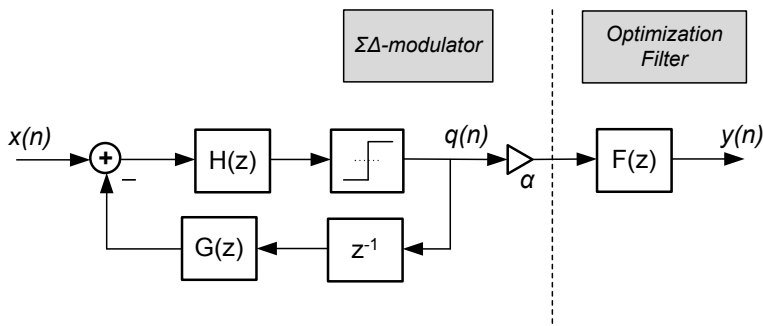 ΣΔ-modulator
Optimization
Filter
x(n)
+
−
H(z)
q(n)
α
F(z)
y(n)
G(z)
z⁻¹